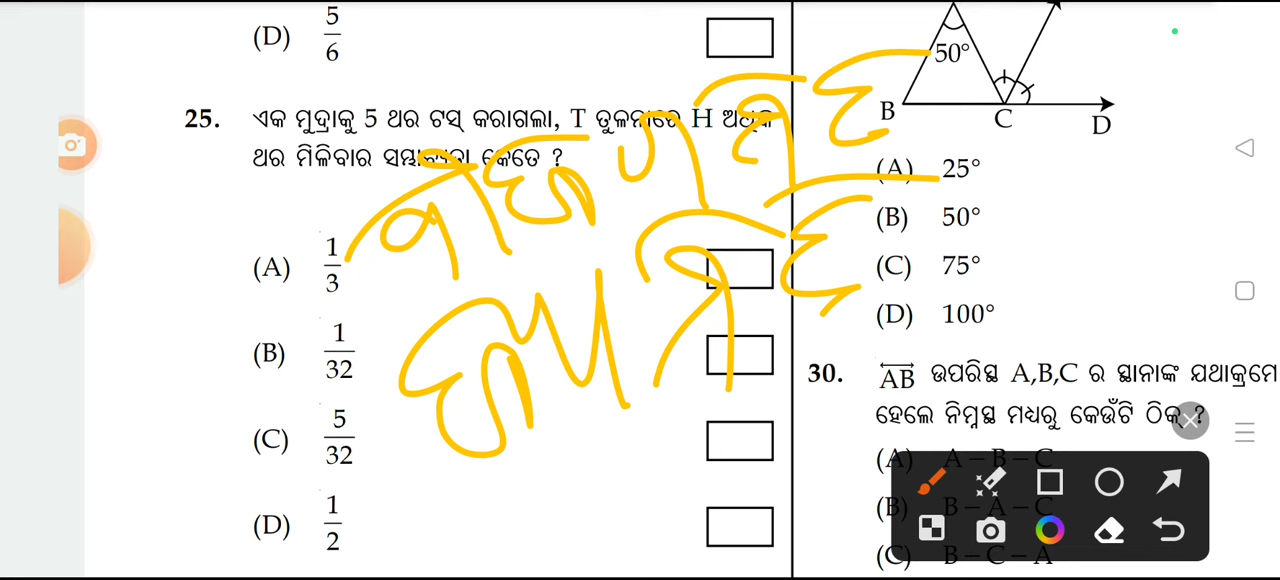 (D) 5/6
25. ଏକ ମୁଦ୍ରାକୁ 5 ଥର ଟସ୍ କରାଗଲା, T ତୁଳନାରେ H ଅଧିକ
ଥର ମିଳିବାର ସମ୍ଭାବ୍ୟତା କେତେ ?
(A) 1/3
(B) 1/32
(C) 5/32
(D) 1/2
50°
B C D
(A) 25°
(B) 50°
(C) 75°
(D) 100°
30. AB ଉପରିସ୍ଥ A,B,C ର ସ୍ଥାନାଙ୍କ ଯଥାକ୍ରମେ
ହେଲେ ନିମ୍ନସ୍ଥ ମଧ୍ୟରୁ କେଉଁଟି ଠିକ୍ ?
(A) A – B – C
(B) B – A – C
(C) B – C – A